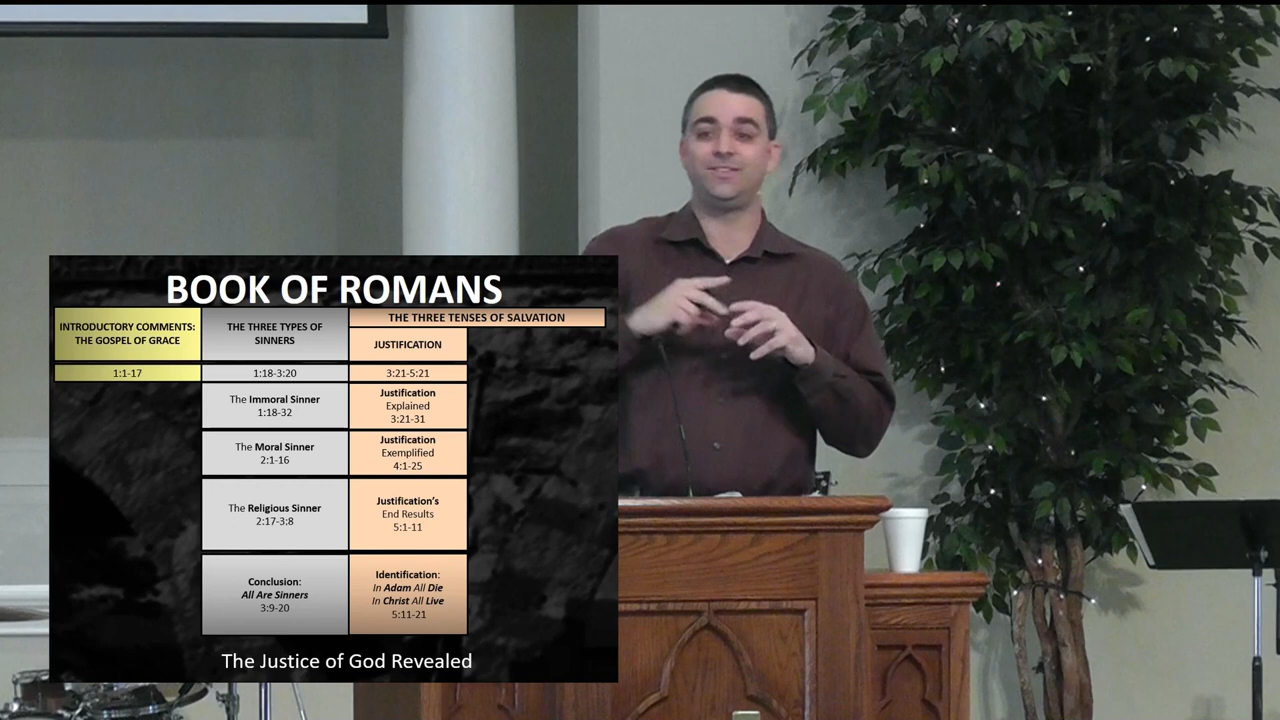 BOOK OF ROMANS
INTRODUCTORY COMMENTS:
THE GOSPEL OF GRACE
1:1-17
THE THREE TYPES OF
SINNERS
1:18-3:20
The Immoral Sinner
1:18-32
The Moral Sinner
2:1-16
The Religious Sinner
2:17-3:8
Conclusion:
All Are Sinners
3:9-20
THE THREE TENSES OF SALVATION
JUSTIFICATION
3:21-5:21
Justification
Explained
3:21-31
Justification
Exemplified
4:1-25
Justification's
End Results
5:1-11
Identification:
In Adam All Die
In Christ All Live
5:11-21
The Justice of God Revealed